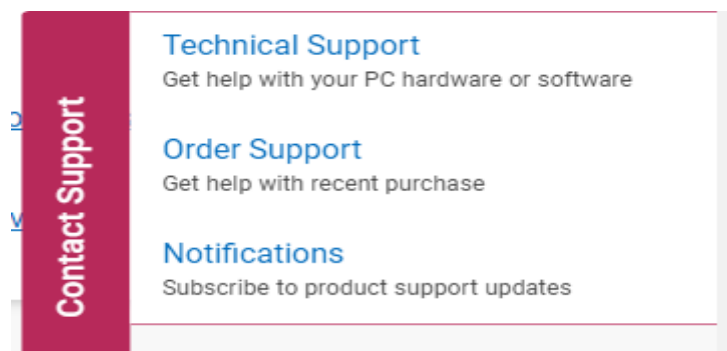 Contact Support
Technical Support
Get help with your PC hardware or software
Order Support
Get help with recent purchase
Notifications
Subscribe to product support updates